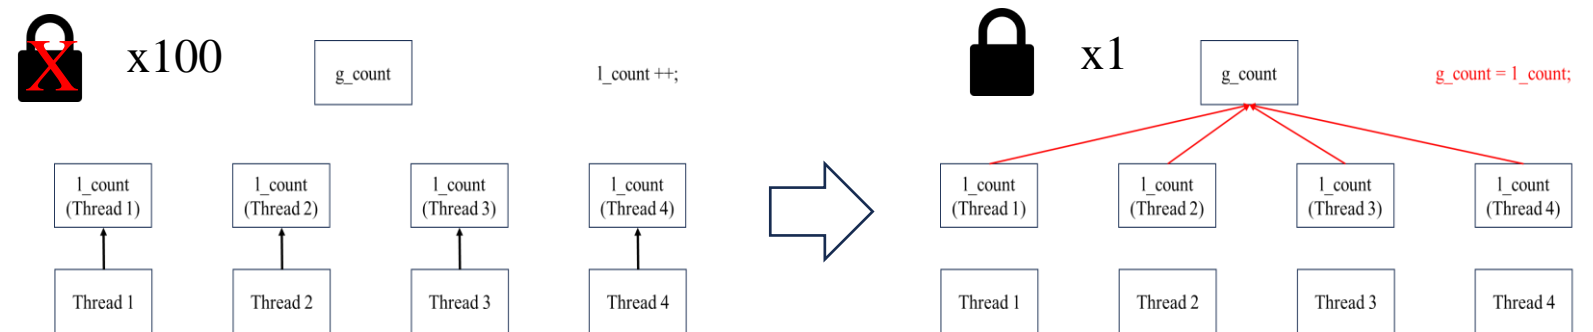 X
x100
g_count
l_count ++;
l_count
(Thread 1)
l_count
(Thread 2)
l_count
(Thread 3)
l_count
(Thread 4)
Thread 1
Thread 2
Thread 3
Thread 4
x1
g_count
g_count = l_count;
l_count
(Thread 1)
l_count
(Thread 2)
l_count
(Thread 3)
l_count
(Thread 4)
Thread 1
Thread 2
Thread 3
Thread 4